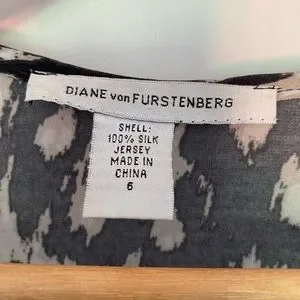 DIANE von FURSTENBERG
SHELL:
100% SILK
JERSEY
MADE IN
CHINA
6